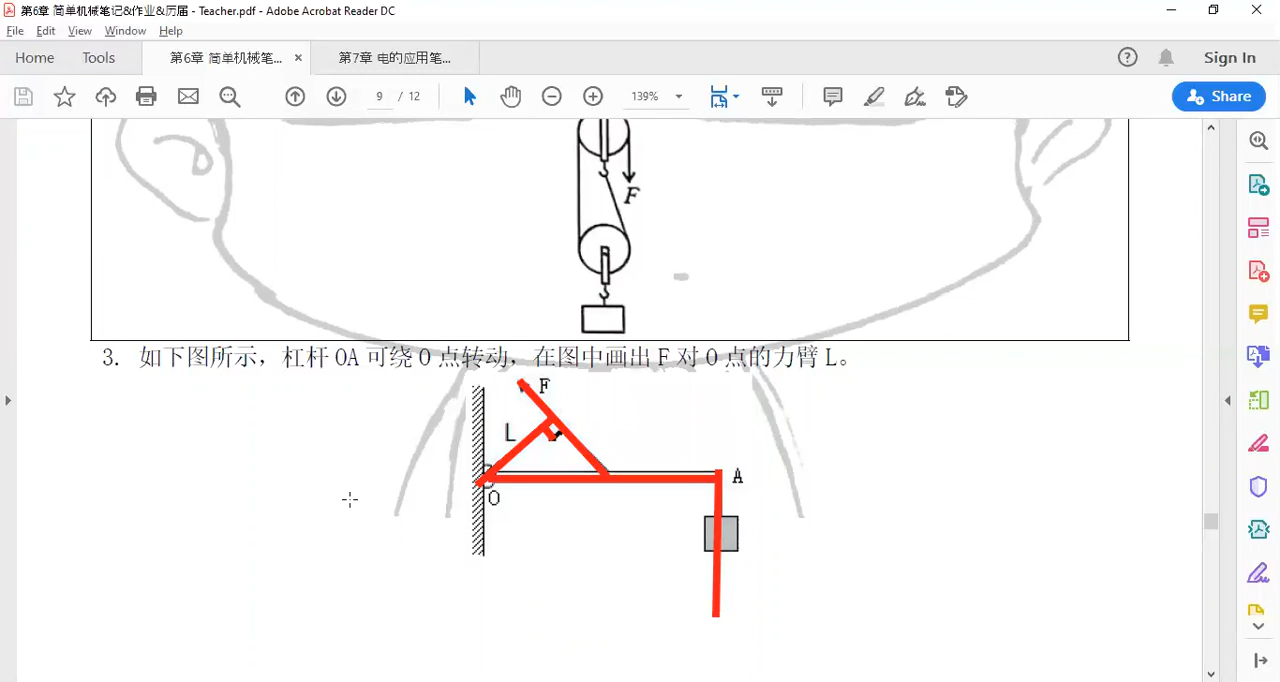 第6章 简单机械笔记&作业&历届 - Teacher.pdf - Adobe Acrobat Reader DC
File Edit View Window Help
Home Tools 第6章 简单机械笔... × 第7章 电的应用笔... Sign In
9 / 12 139% Share
F
3. 如下图所示，杠杆 OA 可绕 O 点转动，在图中画出 F 对 O 点的力臂 L。
F
L
A
O